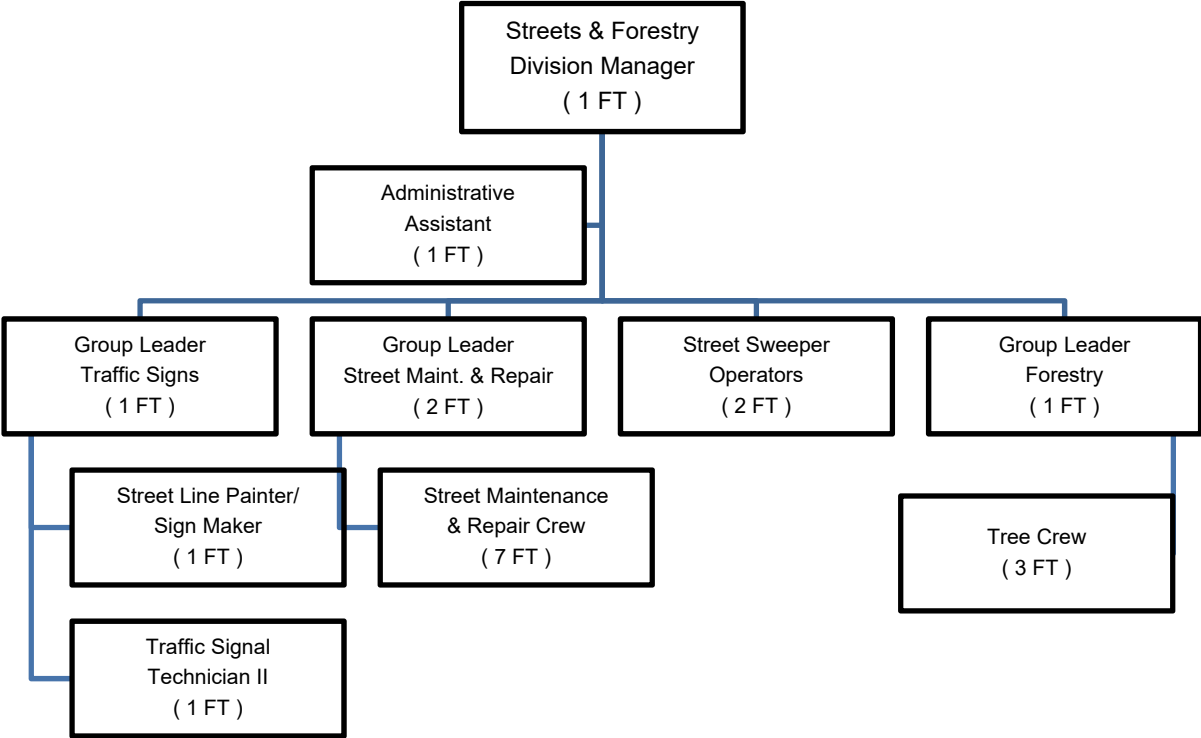 Streets & Forestry
Division Manager
( 1 FT )
Administrative
Assistant
( 1 FT )
Group Leader
Traffic Signs
( 1 FT )
Group Leader
Street Maint. & Repair
( 2 FT )
Street Sweeper
Operators
( 2 FT )
Group Leader
Forestry
( 1 FT )
Street Line Painter/
Sign Maker
( 1 FT )
Street Maintenance
& Repair Crew
( 7 FT )
Tree Crew
( 3 FT )
Traffic Signal
Technician II
( 1 FT )